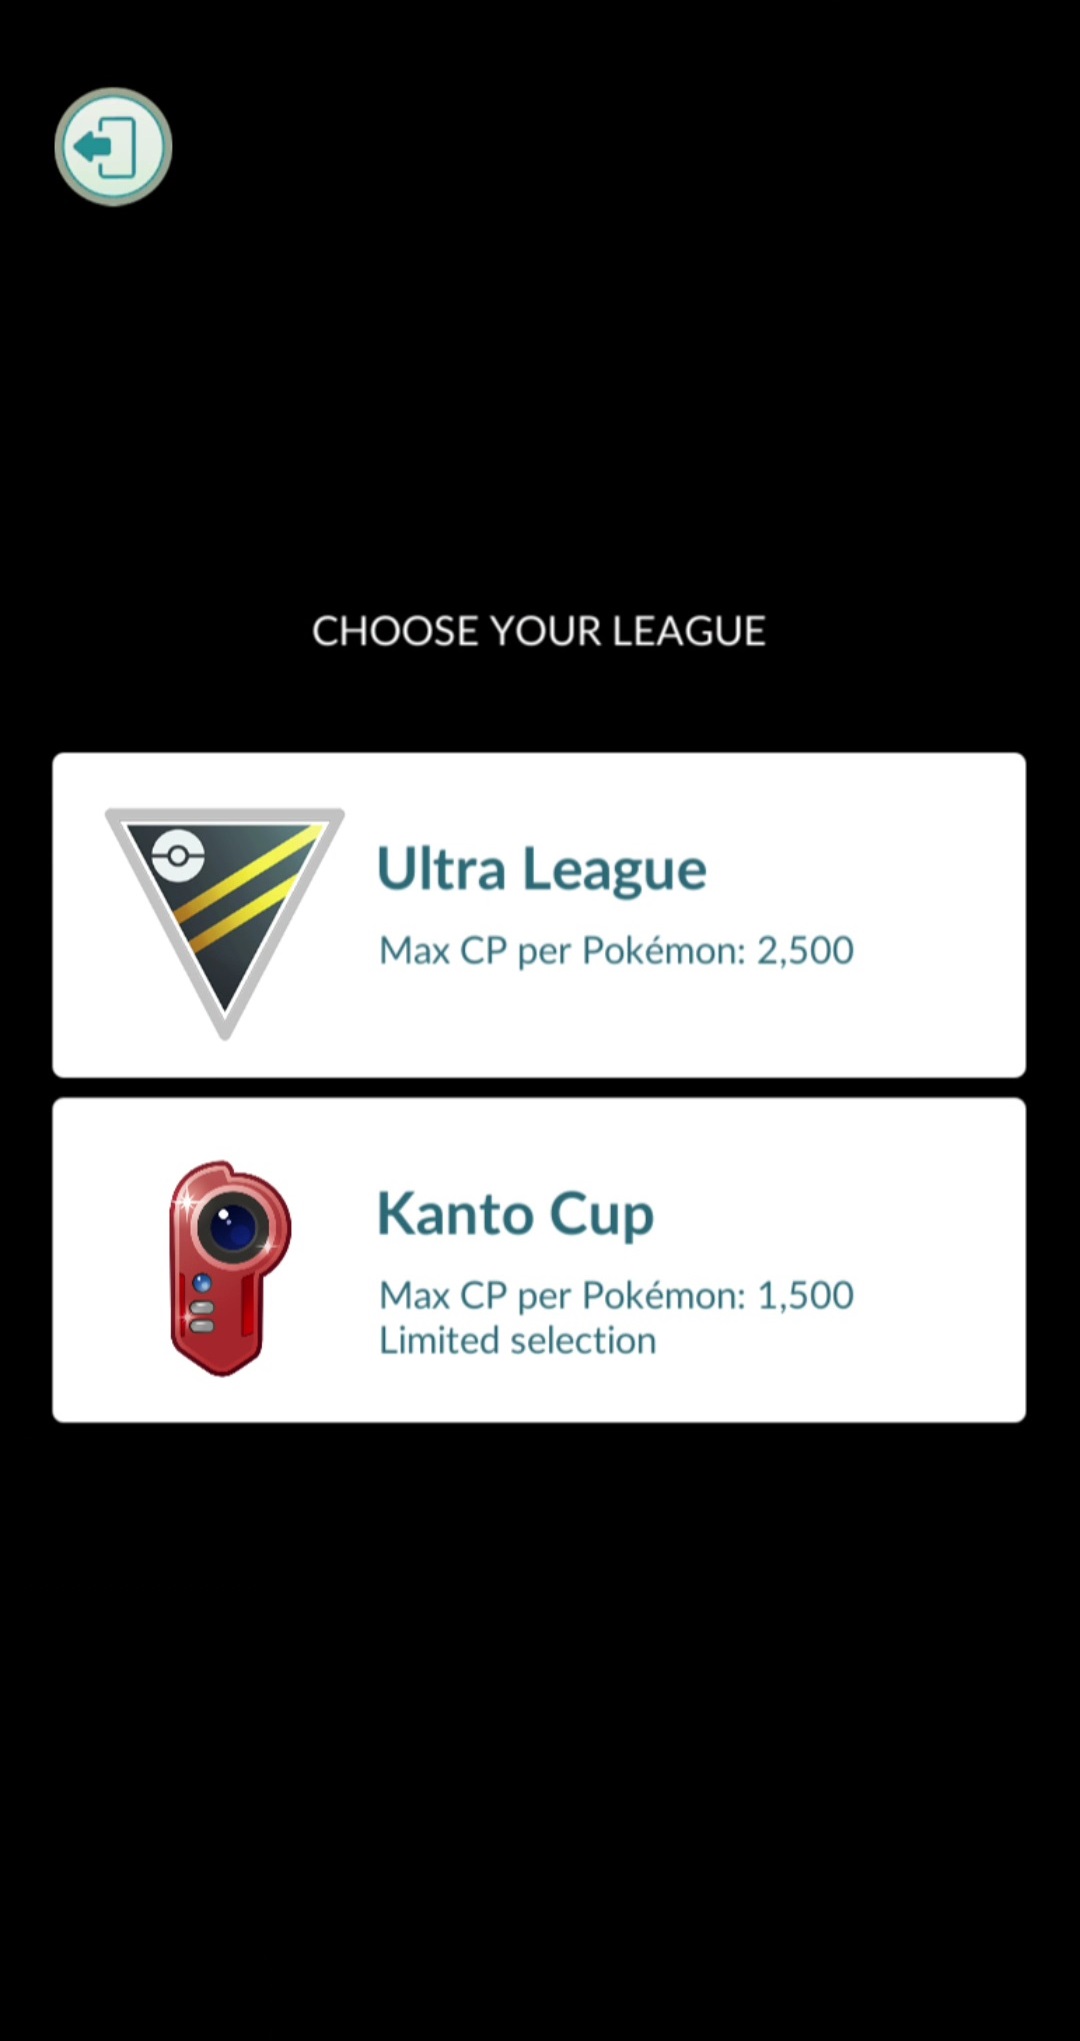 CHOOSE YOUR LEAGUE
Ultra League
Max CP per Pokémon: 2,500
Kanto Cup
Max CP per Pokémon: 1,500
Limited selection